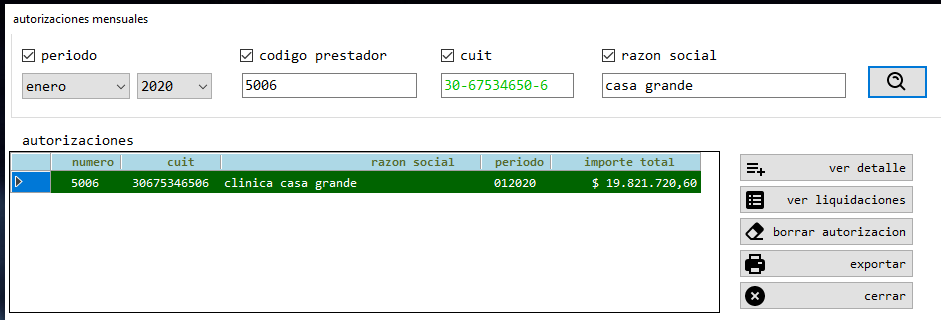 autorizaciones mensuales
periodo
codigo prestador
cuit
razon social
enero
2020
5006
30-67534650-6
casa grande
autorizaciones
numero cuit razon social periodo importe total
5006 30675346506 clinica casa grande 012020 $ 19.821.720,60
ver detalle
ver liquidaciones
borrar autorizacion
exportar
cerrar